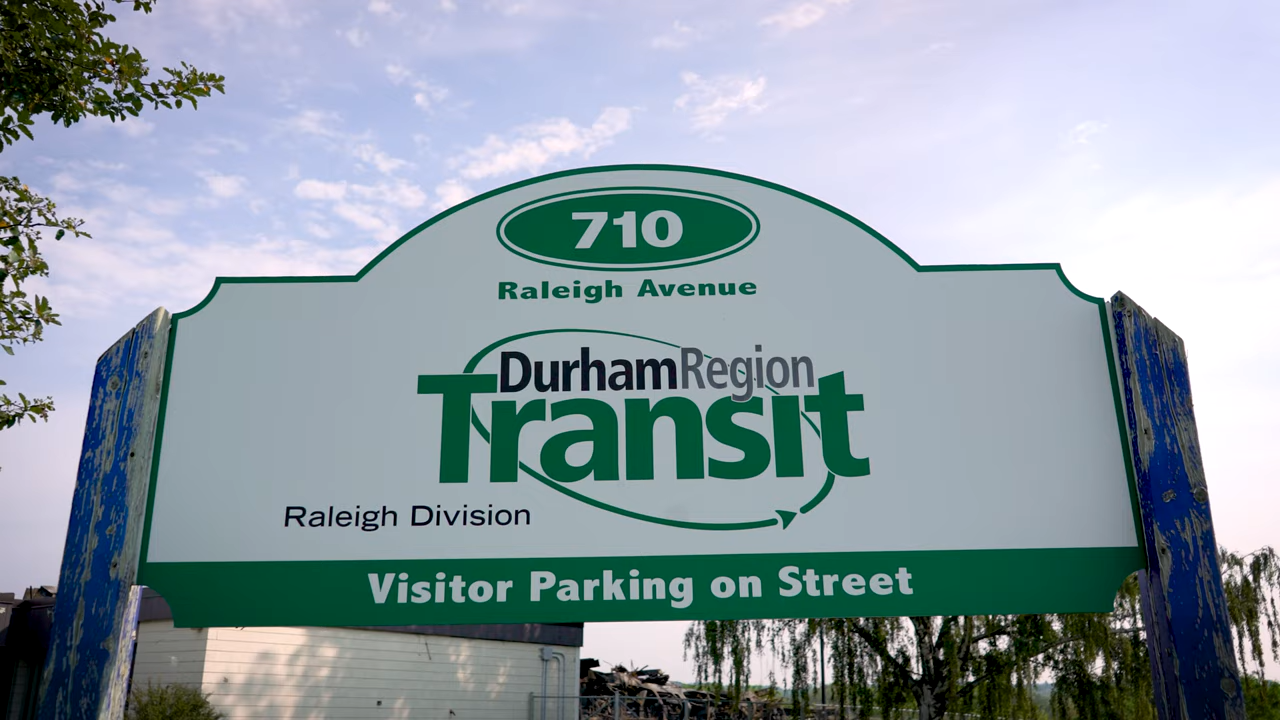 710
Raleigh Avenue
DurhamRegion
Transit
Raleigh Division
Visitor Parking on Street